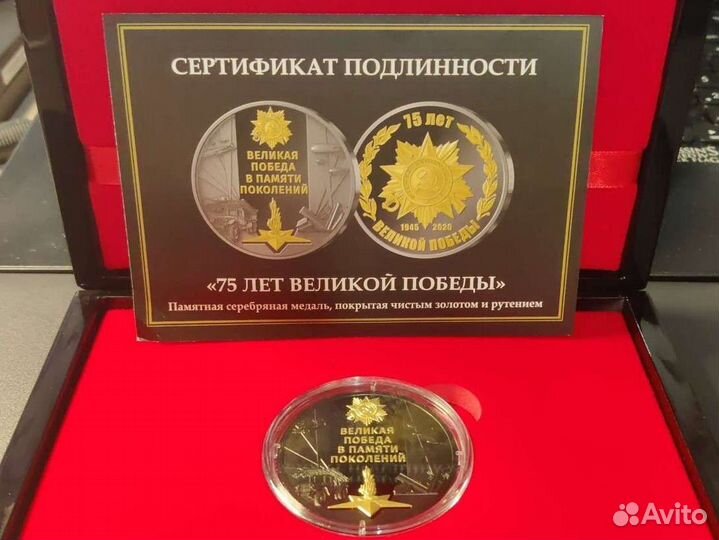 СЕРТИФИКАТ ПОДЛИННОСТИ
ВЕЛИКАЯ
ПОБЕДА
В ПАМЯТИ
ПОКОЛЕНИЙ
75 лет
1945 2020
ВЕЛИКОЙ ПОБЕДЫ
«75 ЛЕТ ВЕЛИКОЙ ПОБЕДЫ»
Памятная серебряная медаль, покрытая чистым золотом и рутением
ВЕЛИКАЯ
ПОБЕДА
В ПАМЯТИ
ПОКОЛЕНИЙ
Avito